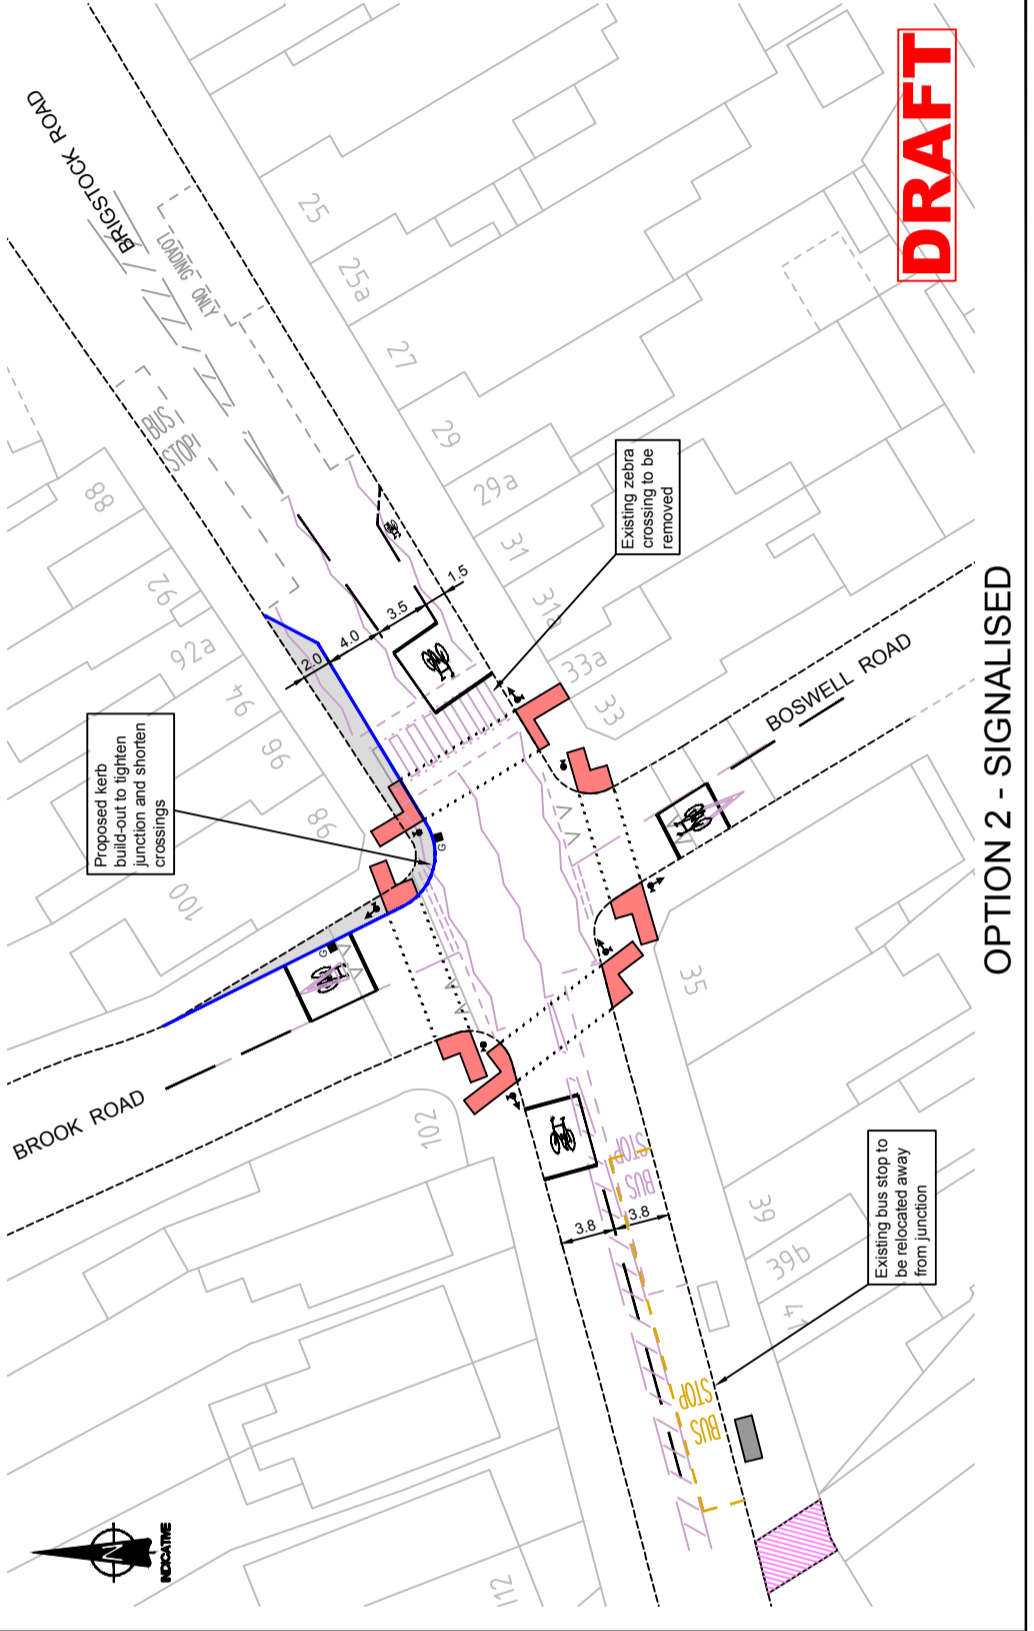 BRIGSTOCK ROAD
LOADING ONLY
BUS
STOP
BROOK ROAD
BOSWELL ROAD
Proposed kerb
build-out to tighten
junction and shorten
crossings
Existing zebra
crossing to be
removed
Existing bus stop to
be relocated away
from junction
88
92
92a
94
96
98
100
102
112
25
25a
27
29
29a
31
31a
33a
33
35
39
39b
41
2.0
4.0
3.5
1.5
3.8
3.8
G
G
BUS
STOP
BUS
STOP
N
INDICATIVE
DRAFT
OPTION 2 - SIGNALISED